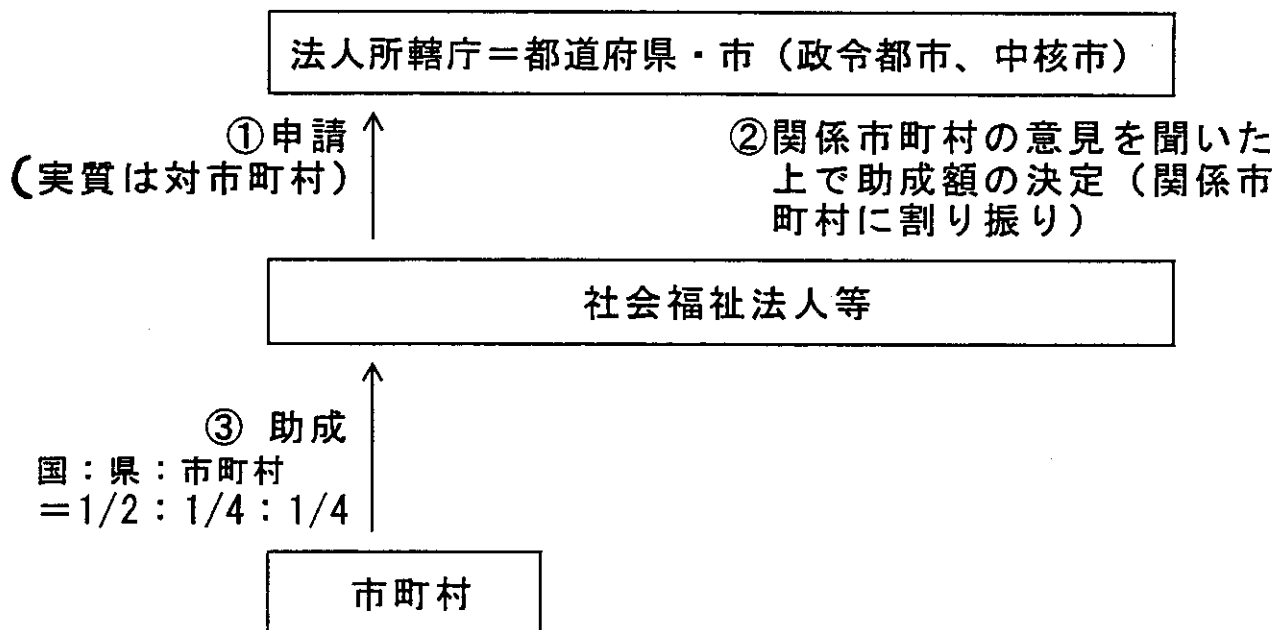 法人所轄庁＝都道府県・市（政令都市、中核市）
①申請
（実質は対市町村）
②関係市町村の意見を聞いた
上で助成額の決定（関係市
町村に割り振り）
社会福祉法人等
③ 助成
国：県：市町村
＝1/2：1/4：1/4
市町村